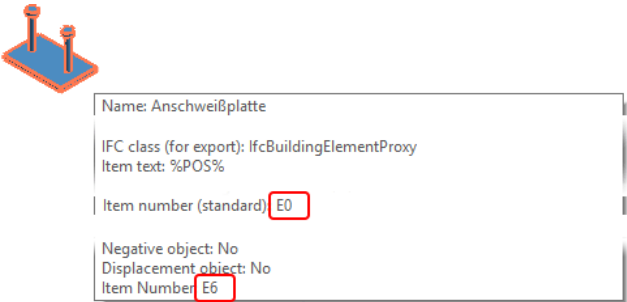 Name: Anschweißplatte
IFC class (for export): IfcBuildingElementProxy
Item text: %POS%
Item number (standard): E0
Negative object: No
Displacement object: No
Item Number E6